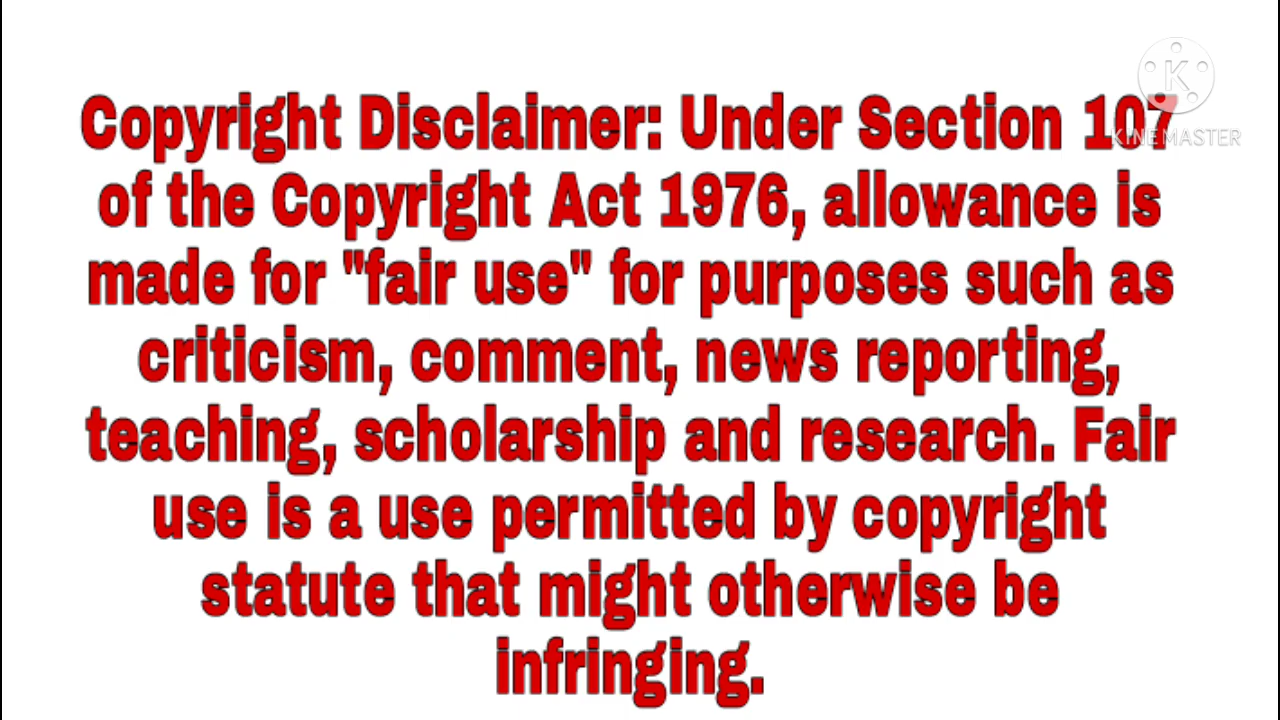 Copyright Disclaimer: Under Section 107
of the Copyright Act 1976, allowance is
made for "fair use" for purposes such as
criticism, comment, news reporting,
teaching, scholarship and research. Fair
use is a use permitted by copyright
statute that might otherwise be
infringing.
K
KINEMASTER